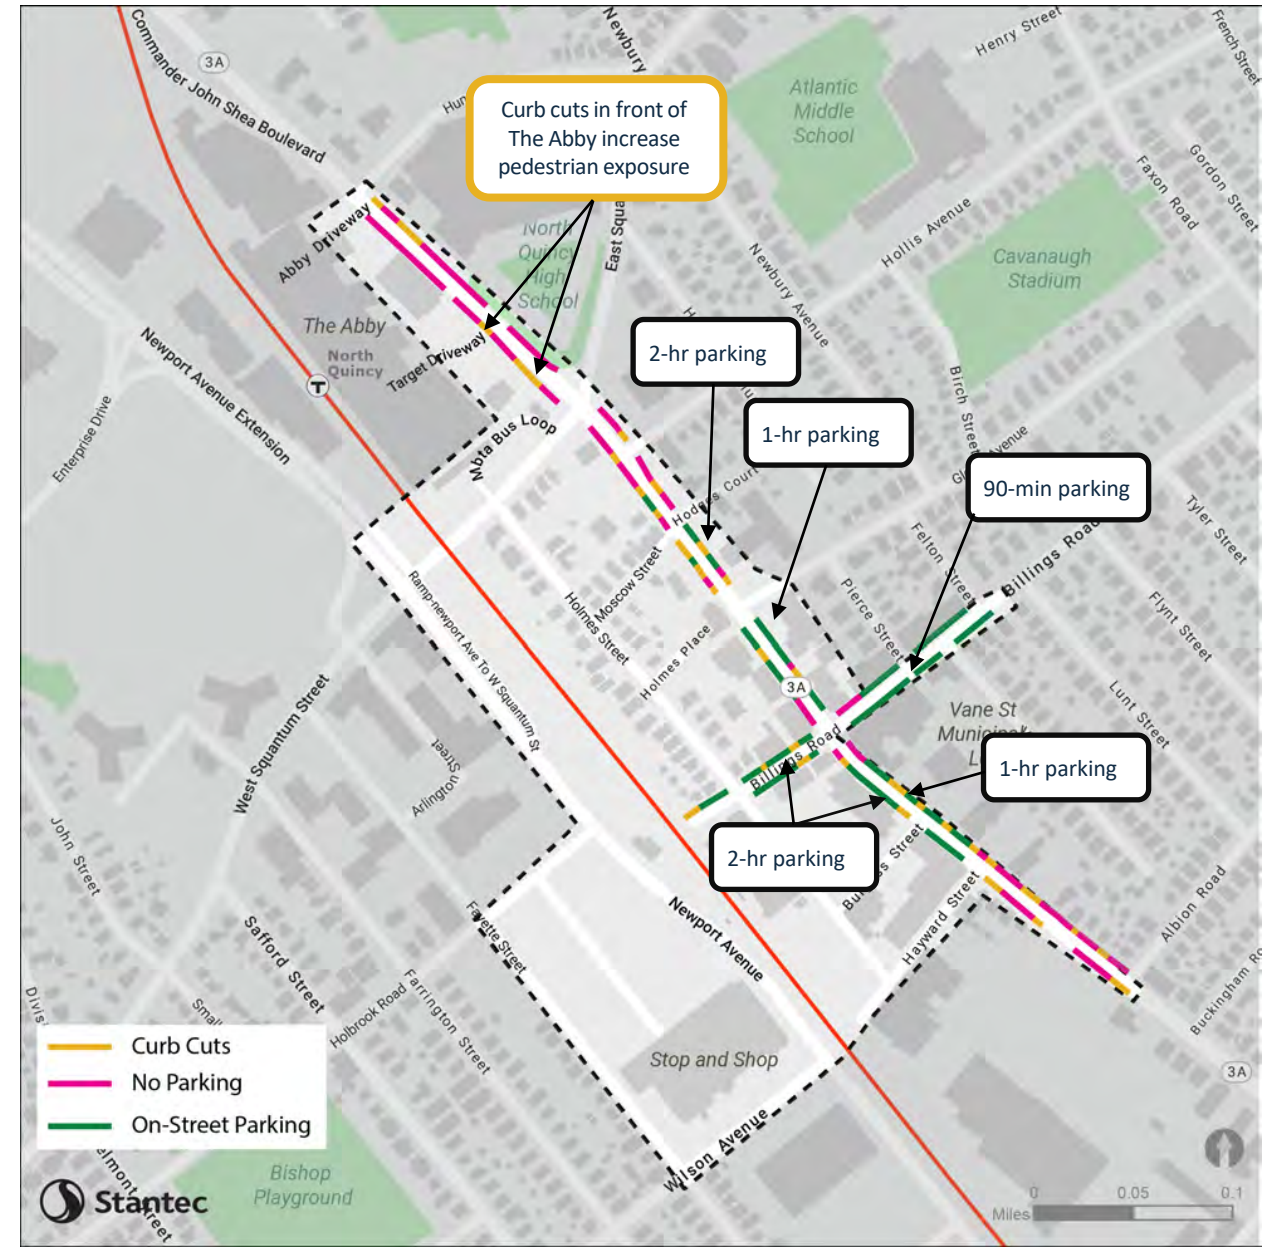 Commander John Shea Boulevard
3A
Newbury
Henry Street
French Street
Curb cuts in front of
The Abby increase
pedestrian exposure
Atlantic
Middle
School
Gordon Street
Faxon Road
Hollis Avenue
Newbury Avenue
Cavanaugh
Stadium
Abby Driveway
North
Quincy
High
School
The Abby
North
Quincy
T
Target Driveway
Newport Avenue Extension
Enterprise Drive
Mbta Bus Loop
2-hr parking
1-hr parking
90-min parking
Birch Street
Avenue
Tyler Street
Hodges Court
Felton Street
Billings Road
Moscow Street
Holmes Street
Holmes Place
Pierce Street
Flynt Street
Ramp-newport Ave To W Squantum St
West Squantum Street
Arlington Street
3A
Billings Road
Vane St
Lunt Street
1-hr parking
2-hr parking
Street
Hayward Street
Albion Road
Buckingham
John Street
Safford Street
Fayette Street
Farrington Street
Holbrook Road
Newport Avenue
Stop and Shop
Wilson Avenue
3A
Curb Cuts
No Parking
On-Street Parking
Bishop
Playground
Street
Stantec
0 0.05 0.1
Miles